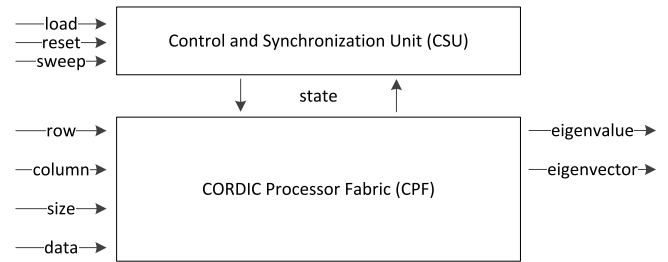 load
reset
sweep
Control and Synchronization Unit (CSU)
state
row
column
size
data
CORDIC Processor Fabric (CPF)
eigenvalue
eigenvector